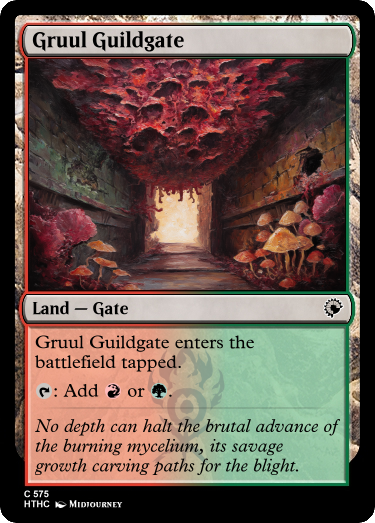 Gruul Guildgate
Land — Gate
Gruul Guildgate enters the
battlefield tapped.
: Add or .
No depth can halt the brutal advance of
the burning mycelium, its savage
growth carving paths for the blight.
C 575
HTHC Midjourney